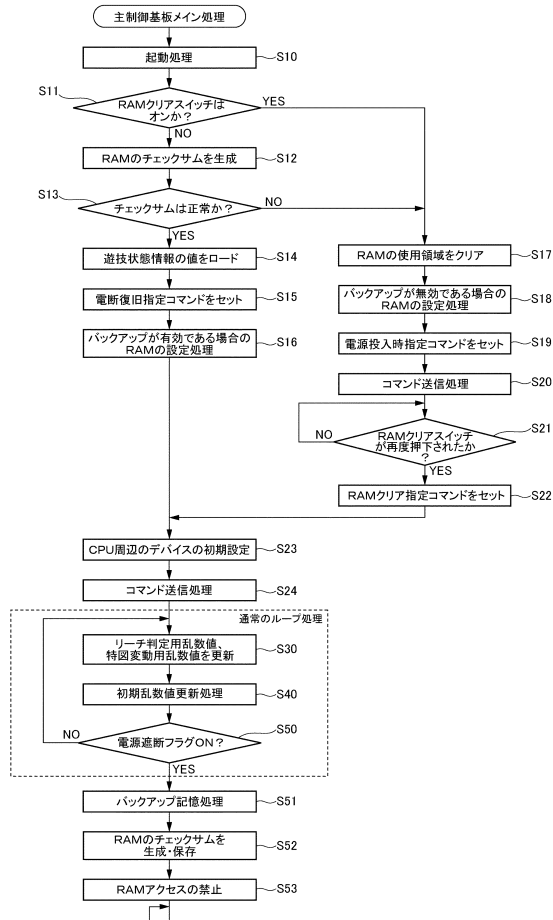 主制御基板メイン処理
起動処理
S10
S11
RAMクリアスイッチは
オンか？
YES
NO
RAMのチェックサムを生成
S12
S13
チェックサムは正常か？
NO
YES
遊技状態情報の値をロード
S14
電断復旧指定コマンドをセット
S15
バックアップが有効である場合の
RAMの設定処理
S16
RAMの使用領域をクリア
S17
バックアップが無効である場合の
RAMの設定処理
S18
電源投入時指定コマンドをセット
S19
コマンド送信処理
S20
S21
RAMクリアスイッチ
が再度押下されたか
？
NO
YES
RAMクリア指定コマンドをセット
S22
CPU周辺のデバイスの初期設定
S23
コマンド送信処理
S24
通常のループ処理
リーチ判定用乱数値、
特図変動用乱数値を更新
S30
初期乱数値更新処理
S40
S50
電源遮断フラグON？
NO
YES
バックアップ記憶処理
S51
RAMのチェックサムを
生成・保存
S52
RAMアクセスの禁止
S53